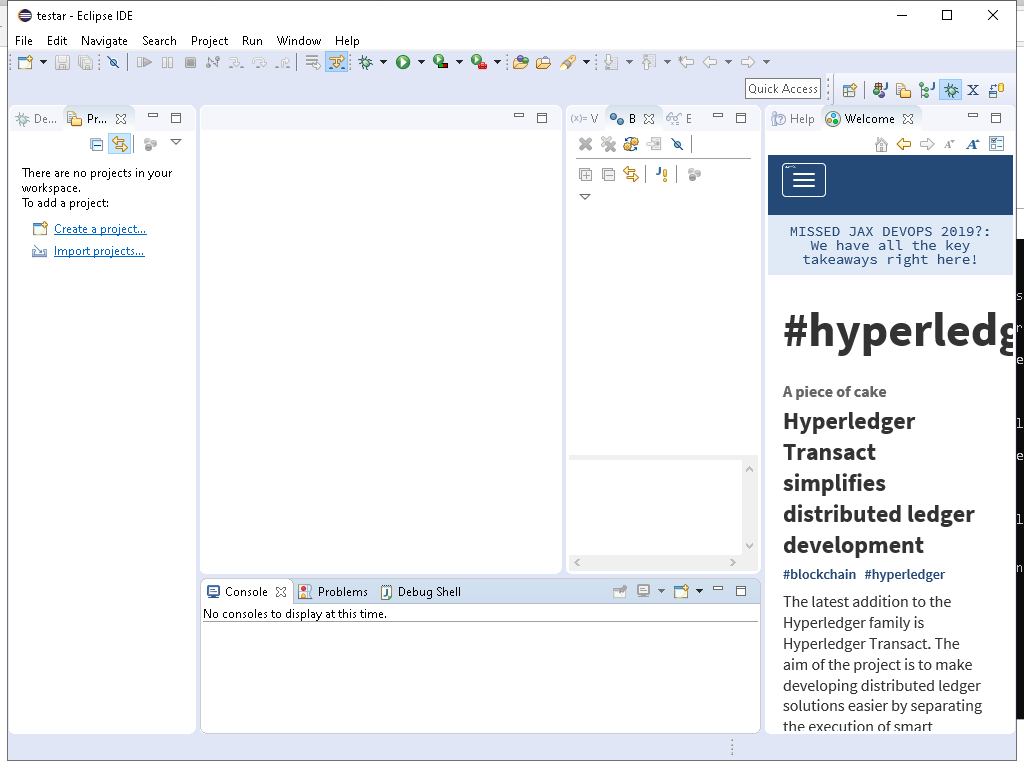 testar - Eclipse IDE
File Edit Navigate Search Project Run Window Help
Quick Access
De... Pr...
(x)= V B E
Help Welcome
There are no projects in your
workspace.
To add a project:
Create a project...
Import projects...
MISSED JAX DEVOPS 2019?:
We have all the key
takeaways right here!
#hyperledg
A piece of cake
Hyperledger
Transact
simplifies
distributed ledger
development
#blockchain #hyperledger
The latest addition to the
Hyperledger family is
Hyperledger Transact. The
aim of the project is to make
developing distributed ledger
solutions easier by separating
the execution of smart
Console Problems Debug Shell
No consoles to display at this time.